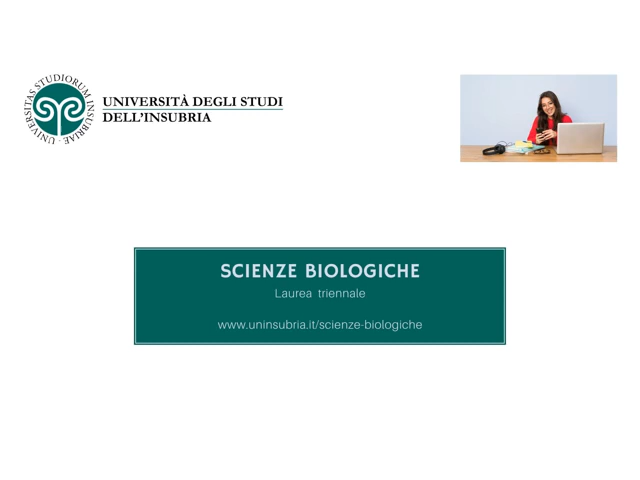 UNIVERSITAS STUDIORUM INSUBRIAE
UNIVERSITÀ DEGLI STUDI
DELL'INSUBRIA
SCIENZE BIOLOGICHE
Laurea triennale
www.uninsubria.it/scienze-biologiche